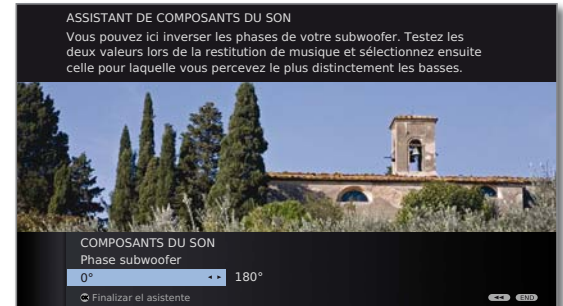 ASSISTANT DE COMPOSANTS DU SON
Vous pouvez ici inverser les phases de votre subwoofer. Testez les
deux valeurs lors de la restitution de musique et sélectionnez ensuite
celle pour laquelle vous percevez le plus distinctement les basses.
COMPOSANTS DU SON
Phase subwoofer
0° 180°
OK Finalizar el asistente END